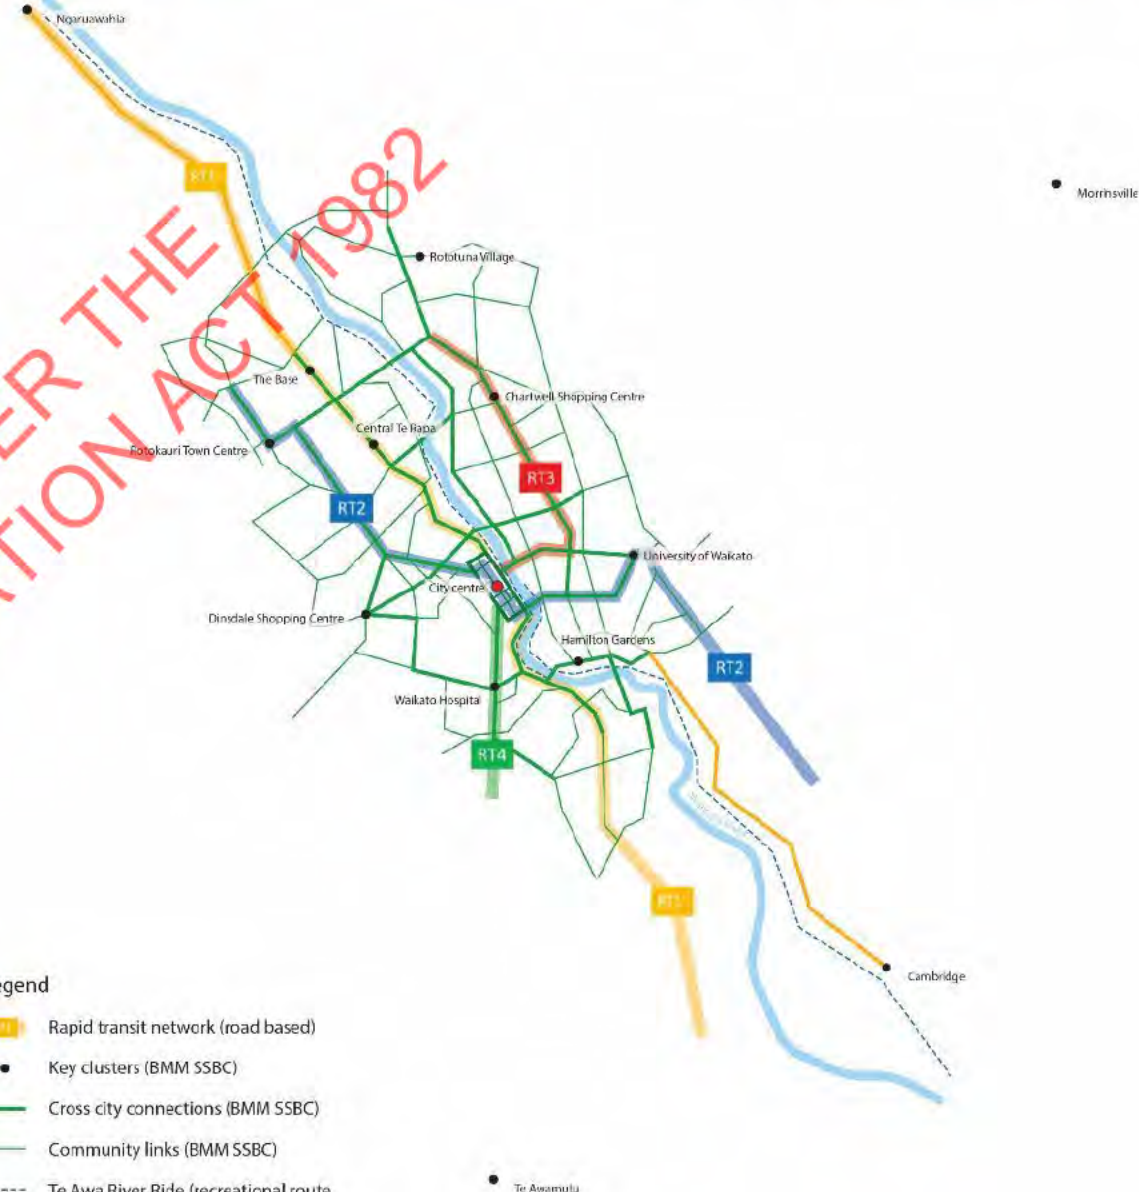 Ngaruawahia
RT1
1982
Morrinsville
ER THE
Rototuna Village
TION ACT
The Base
Chartwell Shopping Centre
Central Te Rapa
Rotokauri Town Centre
RT3
RT2
University of Waikato
City centre
Dinsdale Shopping Centre
Hamilton Gardens
RT2
Waikato Hospital
RT4
RT1
Cambridge
egend
Rapid transit network (road based)
Key clusters (BMM SSBC)
Cross city connections (BMM SSBC)
Community links (BMM SSBC)
Te Awa River Ride (recreational route
Te Awamutu